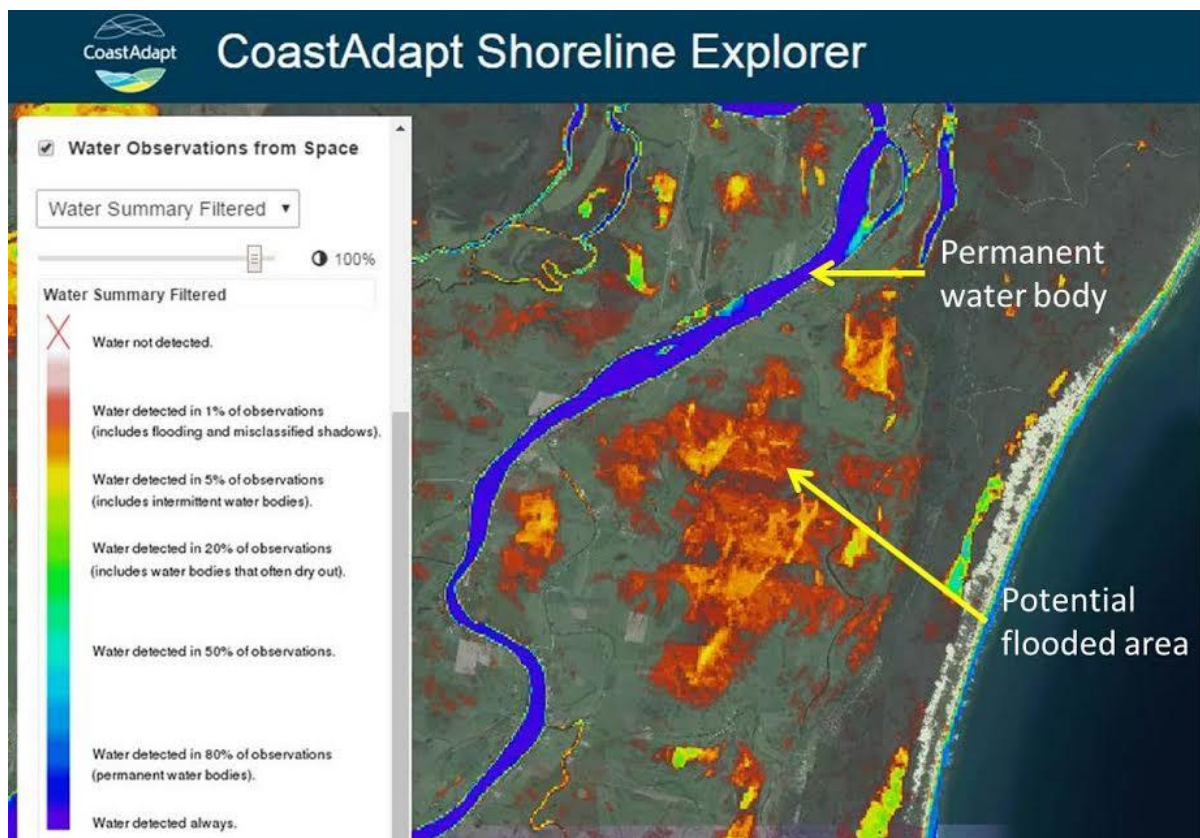 CoastAdapt
CoastAdapt Shoreline Explorer
Water Observations from Space
Water Summary Filtered ▼
100%
Water Summary Filtered
Water not detected.
Water detected in 1% of observations
(includes flooding and misclassified shadows).
Water detected in 5% of observations
(includes intermittent water bodies).
Water detected in 20% of observations
(includes water bodies that often dry out).
Water detected in 50% of observations.
Water detected in 80% of observations
(permanent water bodies).
Water detected always.
Permanent
water body
Potential
flooded area